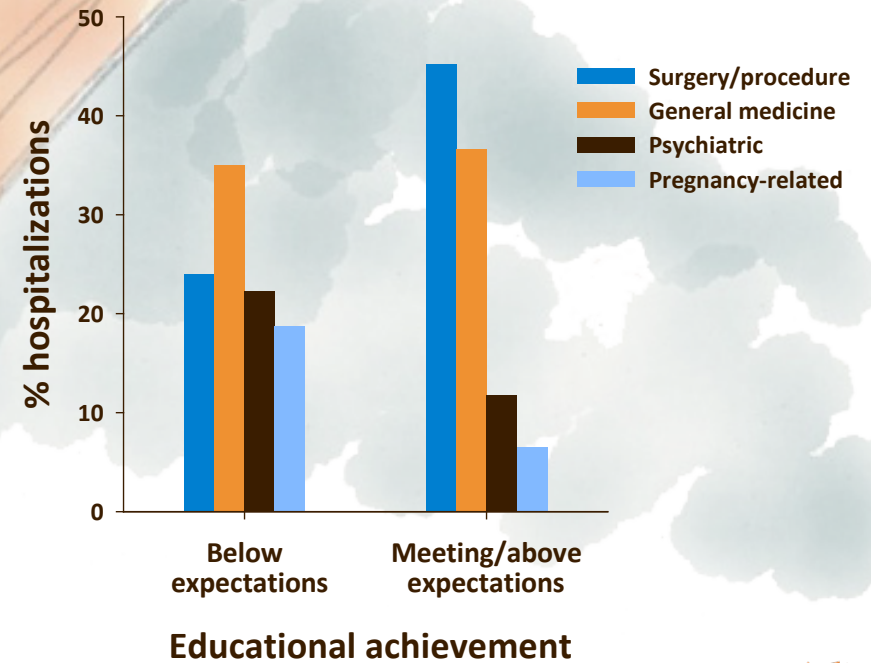 % hospitalizations
50
40
30
20
10
0
Surgery/procedure
General medicine
Psychiatric
Pregnancy-related
Below
expectations
Meeting/above
expectations
Educational achievement